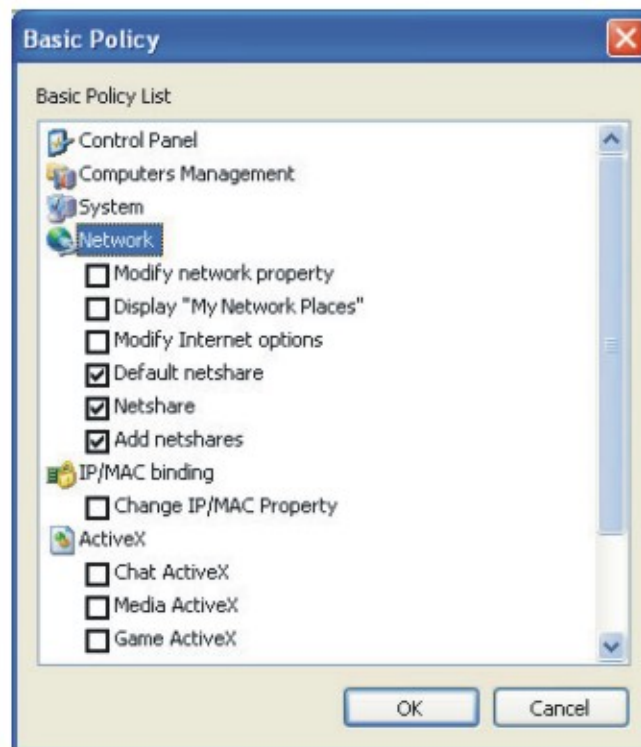 Basic Policy
Basic Policy List
Control Panel
Computers Management
System
Network
Modify network property
Display "My Network Places"
Modify Internet options
Default netshare
Netshare
Add netshares
IP/MAC binding
Change IP/MAC Property
ActiveX
Chat ActiveX
Media ActiveX
Game ActiveX
OK Cancel